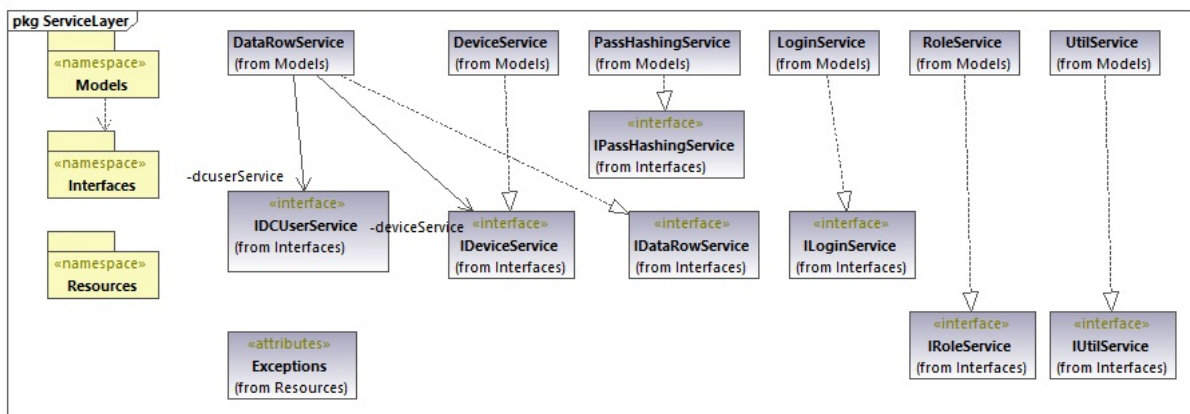 pkg ServiceLayer
«namespace»
Models
«namespace»
Interfaces
«namespace»
Resources
DataRowService
(from Models)
DeviceService
(from Models)
PassHashingService
(from Models)
LoginService
(from Models)
RoleService
(from Models)
UtilService
(from Models)
«interface»
IPassHashingService
(from Interfaces)
-dcuserService
«interface»
IDCUserService
(from Interfaces)
-deviceService
«interface»
IDeviceService
(from Interfaces)
«interface»
IDataRowService
(from Interfaces)
«interface»
ILoginService
(from Interfaces)
«interface»
IRoleService
(from Interfaces)
«interface»
IUtilService
(from Interfaces)
«attributes»
Exceptions
(from Resources)